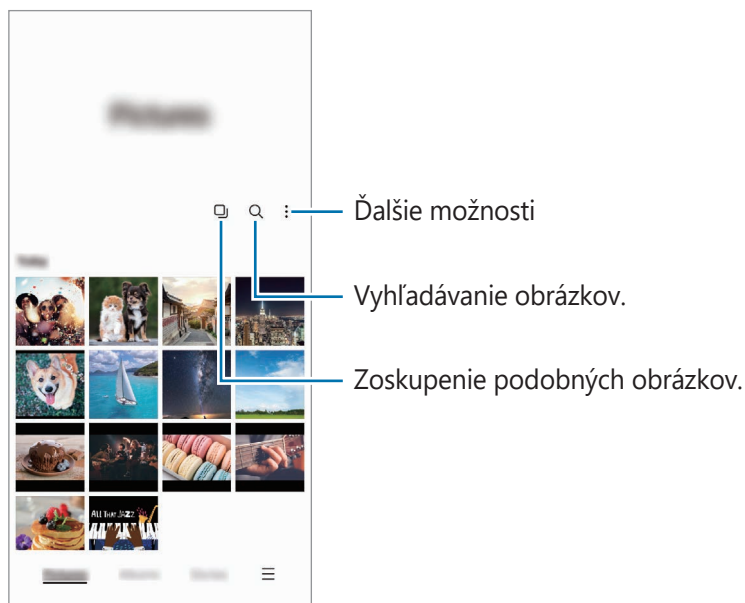 Ďalšie možnosti
Vyhľadávanie obrázkov.
Zoskupenie podobných obrázkov.
ALL THAT JAZZ